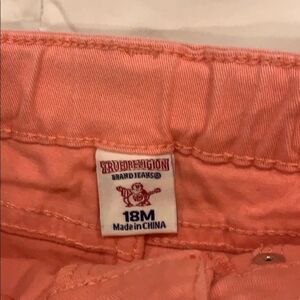 TRUE RELIGION
BRAND JEANS®
18M
Made in CHINA